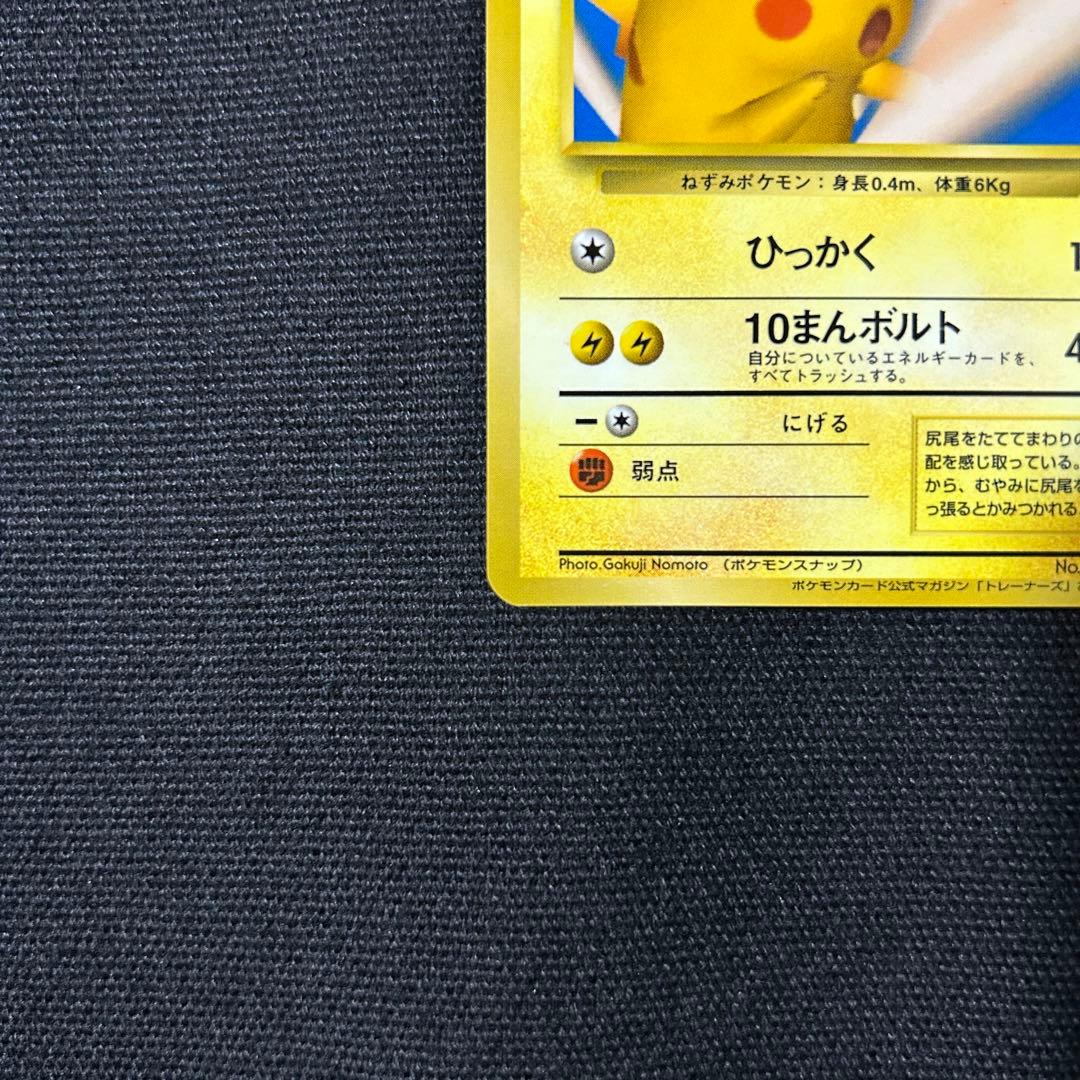 ねずみポケモン：身長0.4m、体重6Kg
ひっかく 1
10まんボルト 4
自分についているエネルギーカードを、
すべてトラッシュする。
にげる
弱点
尻尾をたててまわりの
配を感じ取っている。
から、むやみに尻尾を
っ張るとかみつかれる
Photo.Gakuji Nomoto （ポケモンスナップ） No.
ポケモンカード公式マガジン「トレーナーズ」